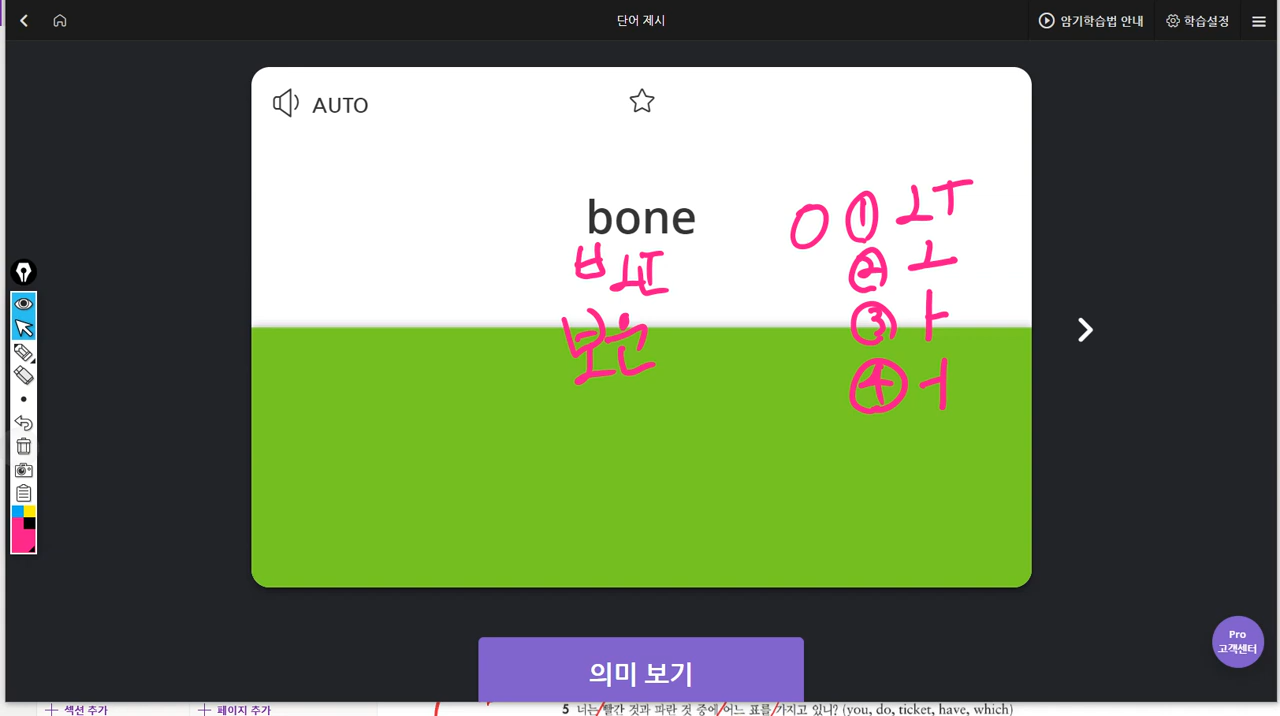 단어 제시
암기학습법 안내
학습설정
AUTO
bone
ㅂㅗㅜㄴ
보운
O ① ㅗㅜ
② ㅗ
③ ㅏ
④ ㅓ
Pro
고객센터
의미 보기
섹션 추가
페이지 추가
5 너는/빨간 것과 파란 것 중에/어느 표를/가지고 있니? (you, do, ticket, have, which)